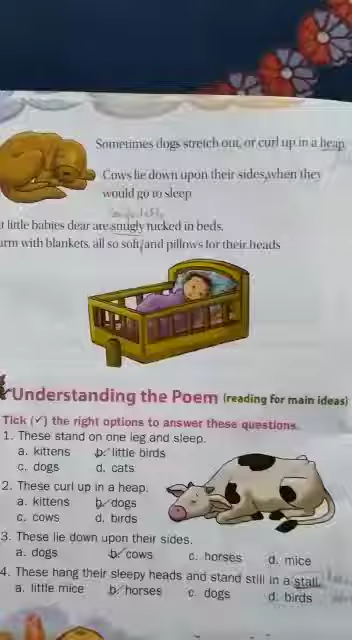 Sometimes dogs stretch out, or curl up in a heap.
Cows lie down upon their sides,when they
would go to sleep
little babies dear are snugly tucked in beds,
with blankets, all so soft, and pillows for their heads
Understanding the Poem (reading for main ideas)
Tick (✓) the right options to answer these questions.
1. These stand on one leg and sleep.
a. kittens b. little birds
c. dogs d. cats
2. These curl up in a heap.
a. kittens b. dogs
c. cows d. birds
3. These lie down upon their sides.
a. dogs b. cows c. horses d. mice
4. These hang their sleepy heads and stand still in a stall.
a. little mice b. horses c. dogs d. birds